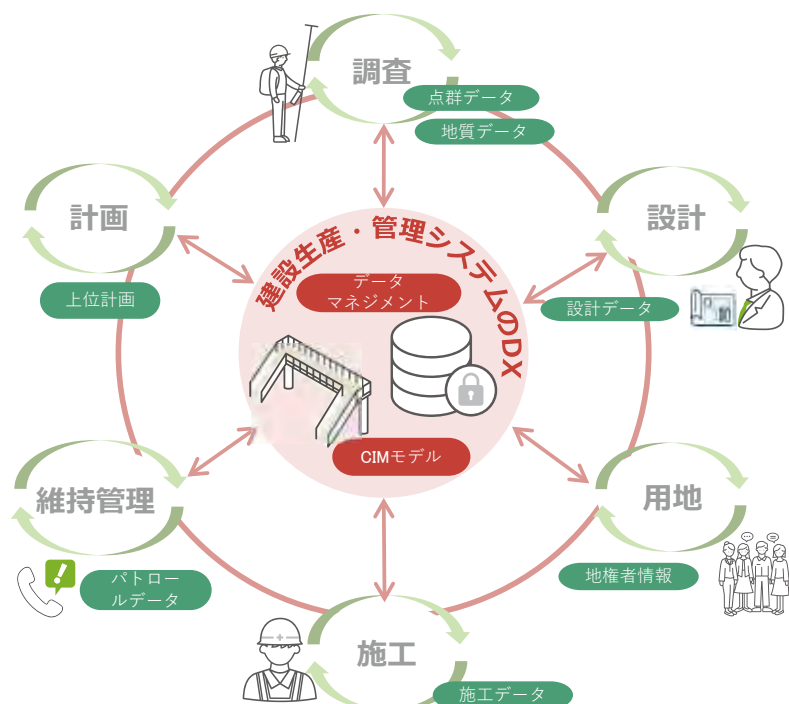 調査
点群データ
地質データ
計画
上位計画
設計
設計データ
建設生産・管理システムのDX
データ
マネジメント
CIMモデル
維持管理
パトロー
ルデータ
用地
地権者情報
施工
施工データ